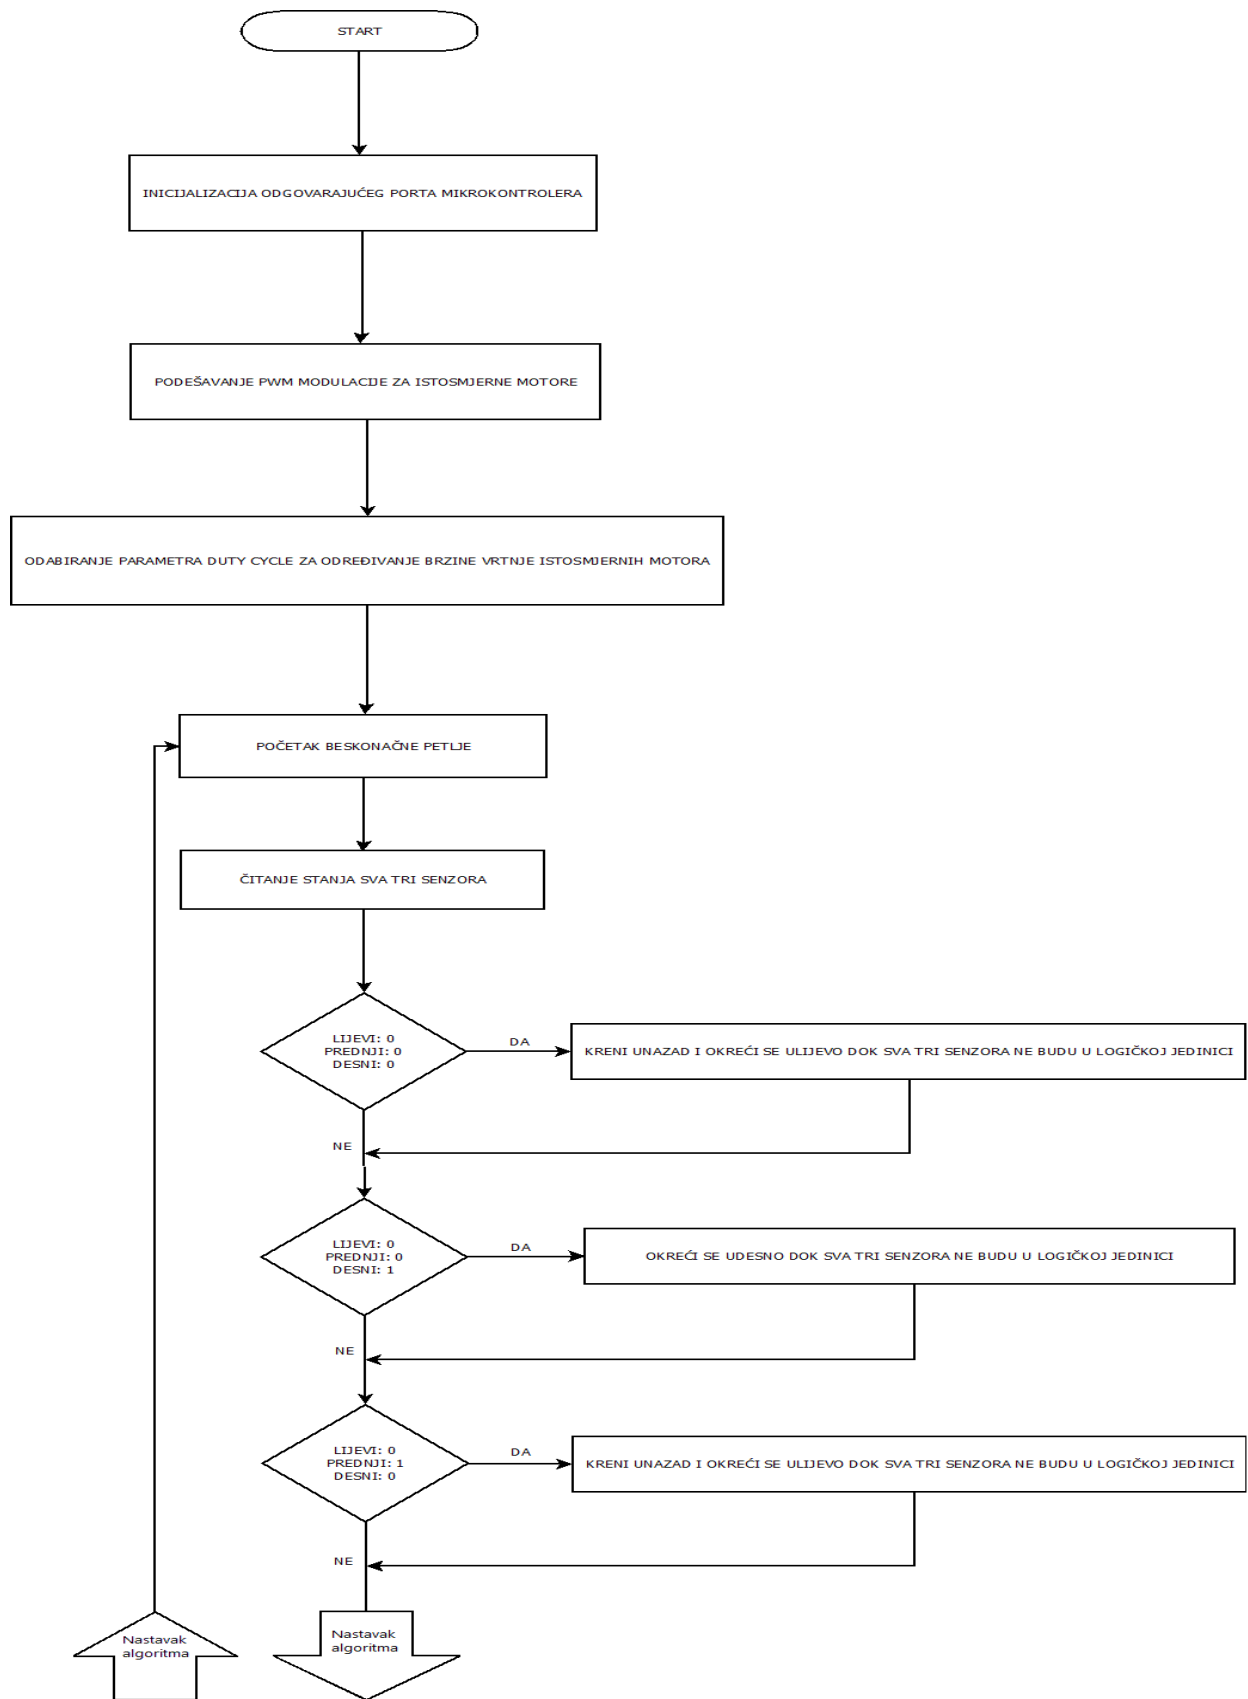 START
INICIJALIZACIJA ODGOVARAJUĆEG PORTA MIKROKONTROLERA
PODEŠAVANJE PWM MODULACIJE ZA ISTOSMJERNE MOTORE
ODABIRANJE PARAMETRA DUTY CYCLE ZA ODREĐIVANJE BRZINE VRTNJE ISTOSMJERNIH MOTORA
POČETAK BESKONAČNE PETLJE
ČITANJE STANJA SVA TRI SENZORA
LIJEVI: 0
PREDNJI: 0
DESNI: 0
DA
KRENI UNAZAD I OKREĆI SE ULIJEVO DOK SVA TRI SENZORA NE BUDU U LOGIČKOJ JEDINICI
NE
LIJEVI: 0
PREDNJI: 0
DESNI: 1
DA
OKREĆI SE UDESNO DOK SVA TRI SENZORA NE BUDU U LOGIČKOJ JEDINICI
NE
LIJEVI: 0
PREDNJI: 1
DESNI: 0
DA
KRENI UNAZAD I OKREĆI SE ULIJEVO DOK SVA TRI SENZORA NE BUDU U LOGIČKOJ JEDINICI
NE
Nastavak
algoritma
Nastavak
algoritma